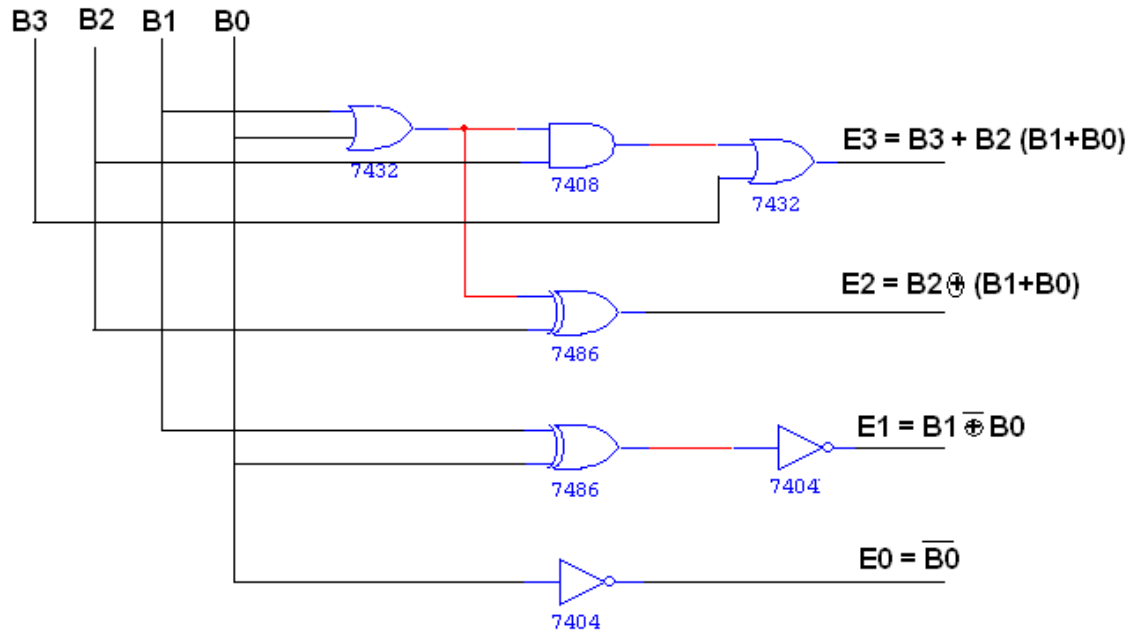 B3 B2 B1 B0
7432
7408
7432
E3 = B3 + B2 (B1+B0)
E2 = B2 ⊕ (B1+B0)
7486
E1 = B1 ⊕̅ B0
7486
7404
E0 = B̅0̅
7404